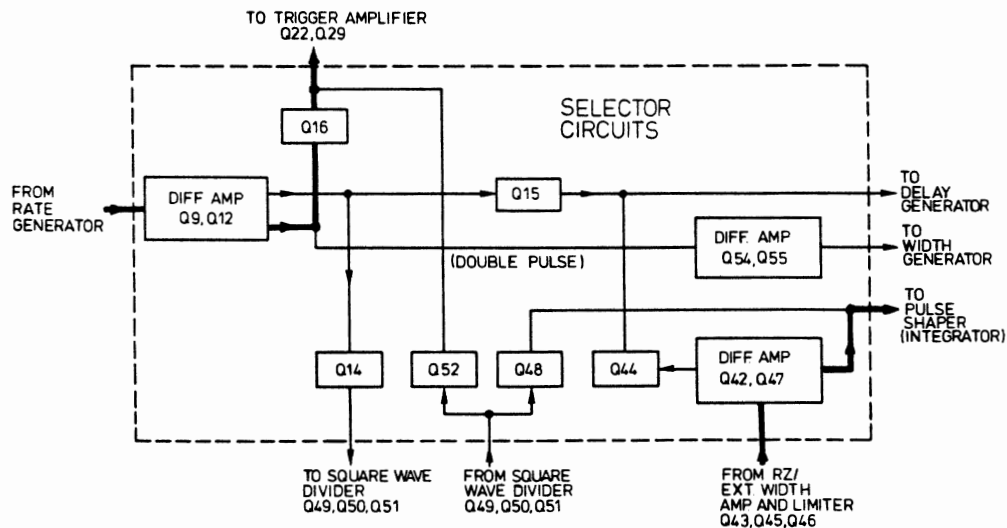 TO TRIGGER AMPLIFIER
Q22,Q29
SELECTOR
CIRCUITS
Q16
FROM
RATE
GENERATOR
DIFF AMP
Q9,Q12
Q15
TO
DELAY
GENERATOR
(DOUBLE PULSE)
DIFF. AMP
Q54,Q55
TO
WIDTH
GENERATOR
TO
PULSE
SHAPER
(INTEGRATOR)
Q14
Q52
Q48
Q44
DIFF. AMP
Q42,Q47
TO SQUARE WAVE
DIVIDER
Q49,Q50,Q51
FROM SQUARE
WAVE DIVIDER
Q49,Q50,Q51
FROM RZ/
EXT. WIDTH
AMP AND LIMITER
Q43,Q45,Q46